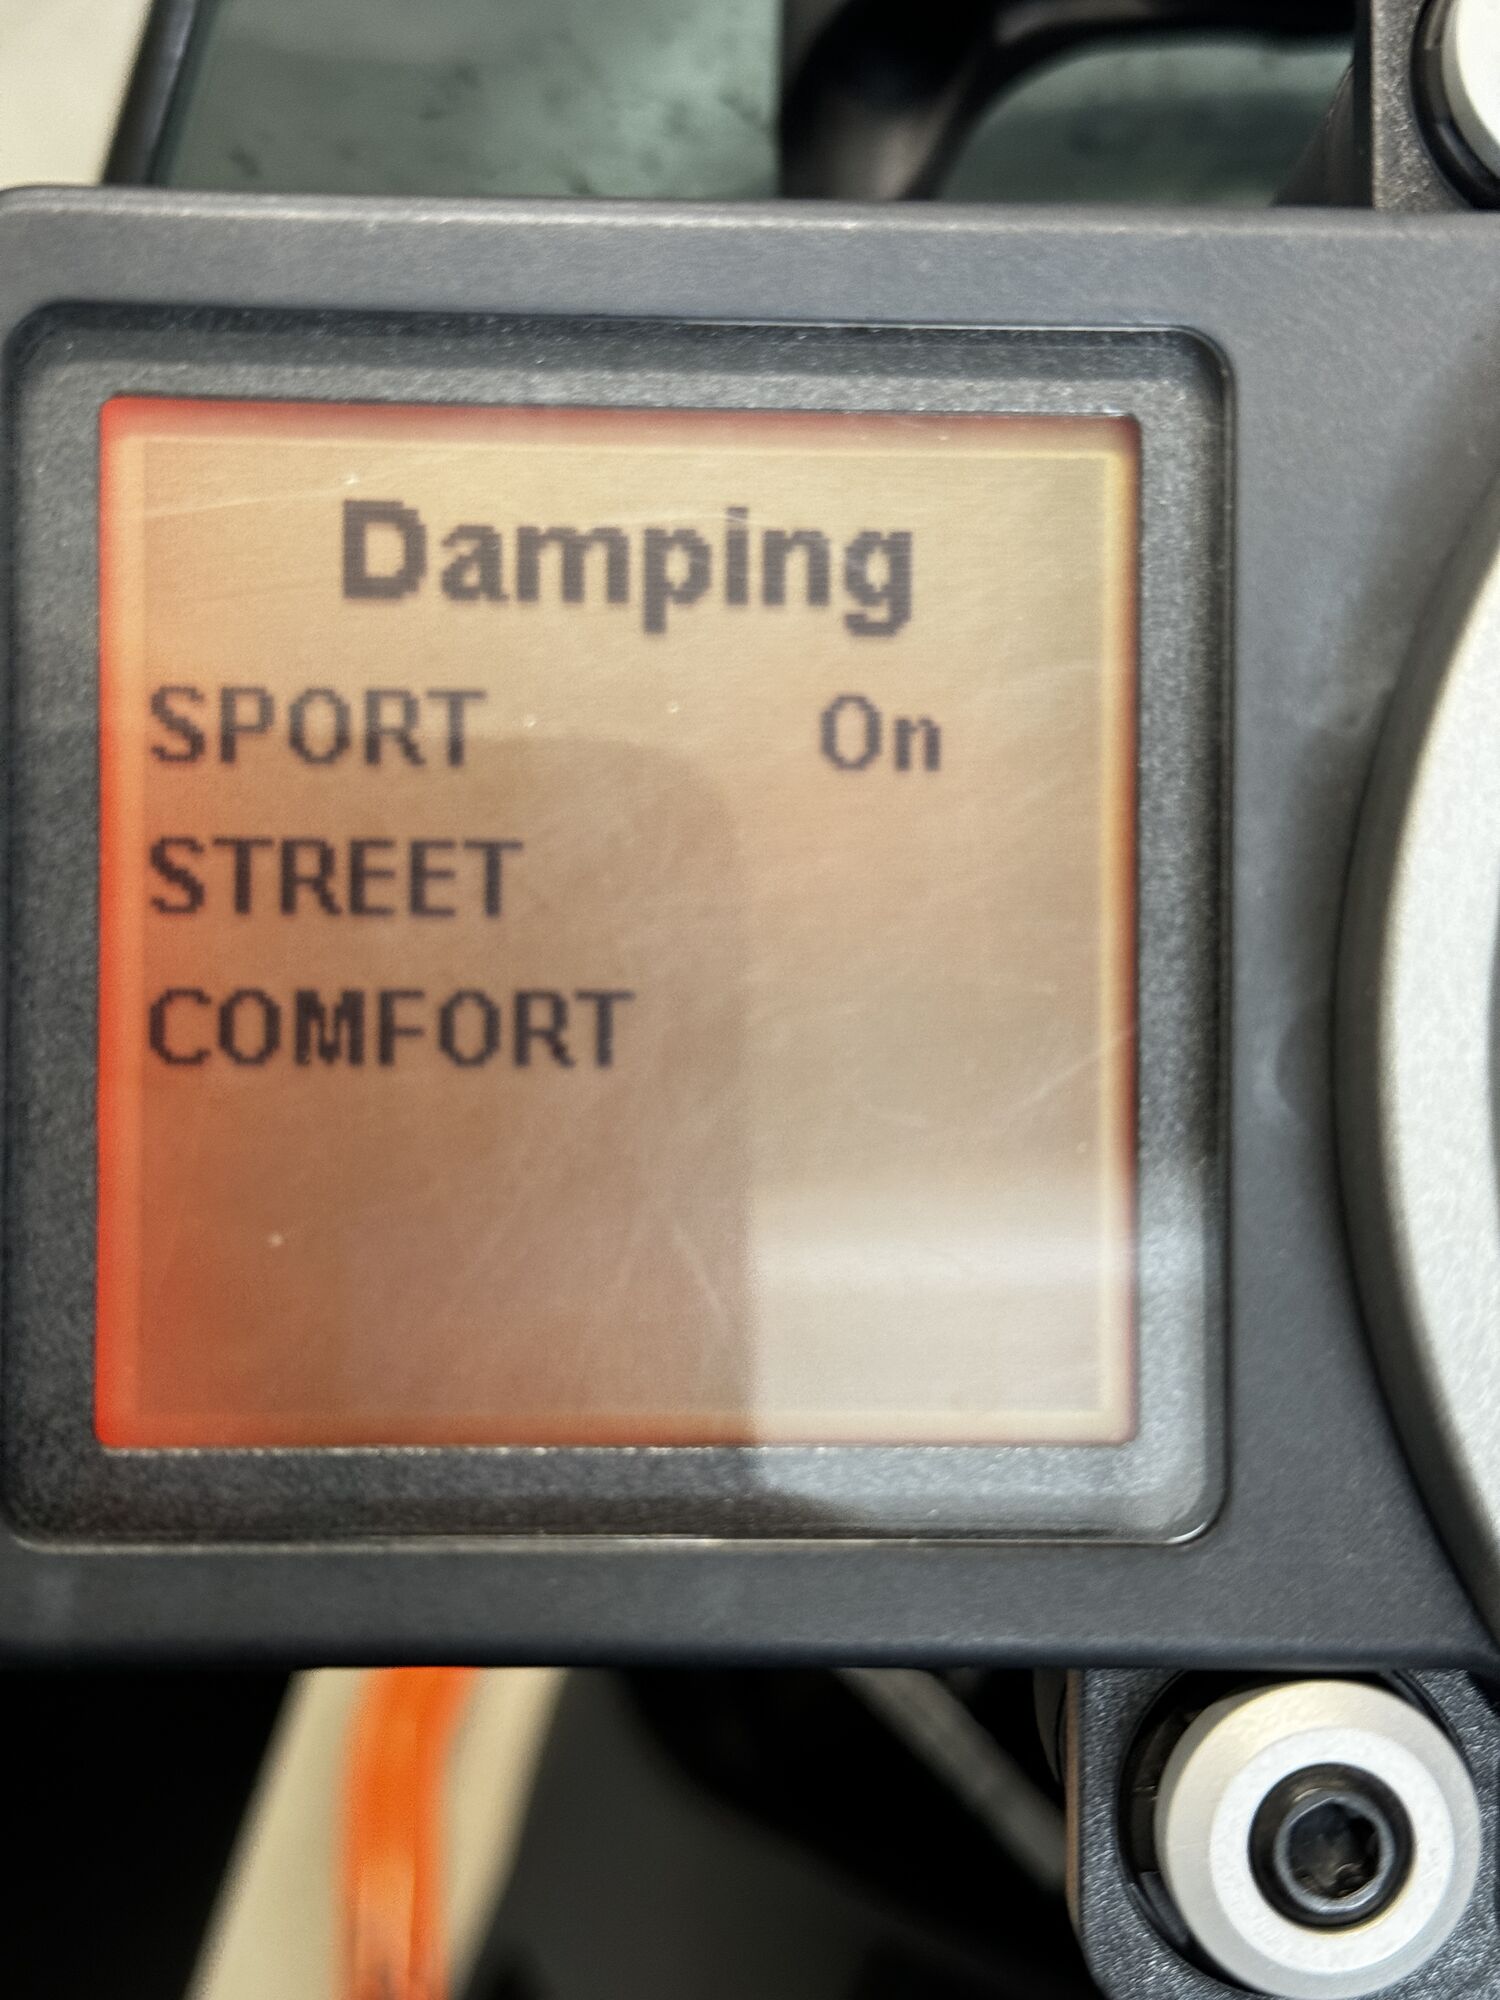 Damping
SPORT On
STREET
COMFORT